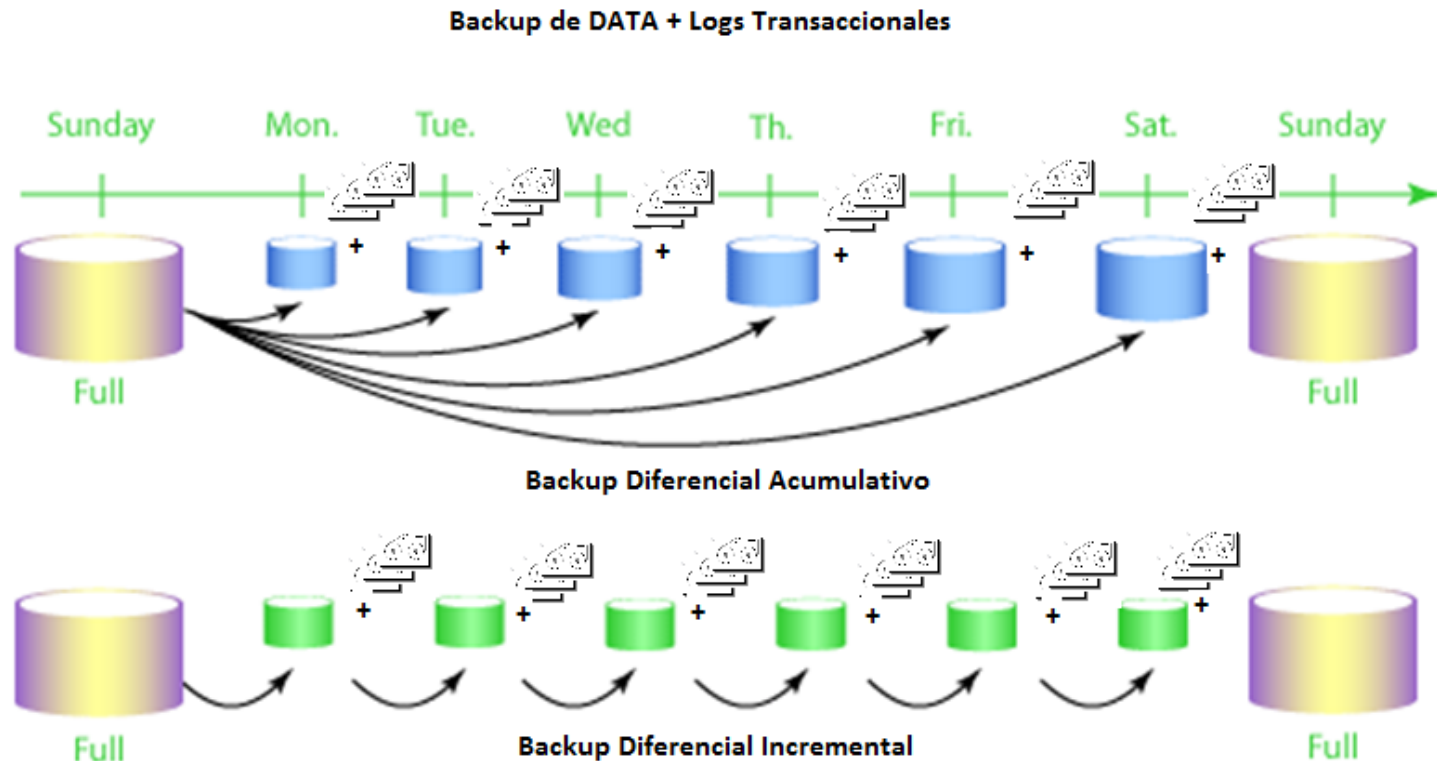 Backup de DATA + Logs Transaccionales
Sunday Mon. Tue. Wed Th. Fri. Sat. Sunday
+ + + + + +
Full Full
Backup Diferencial Acumulativo
+ + + + + +
Full Full
Backup Diferencial Incremental